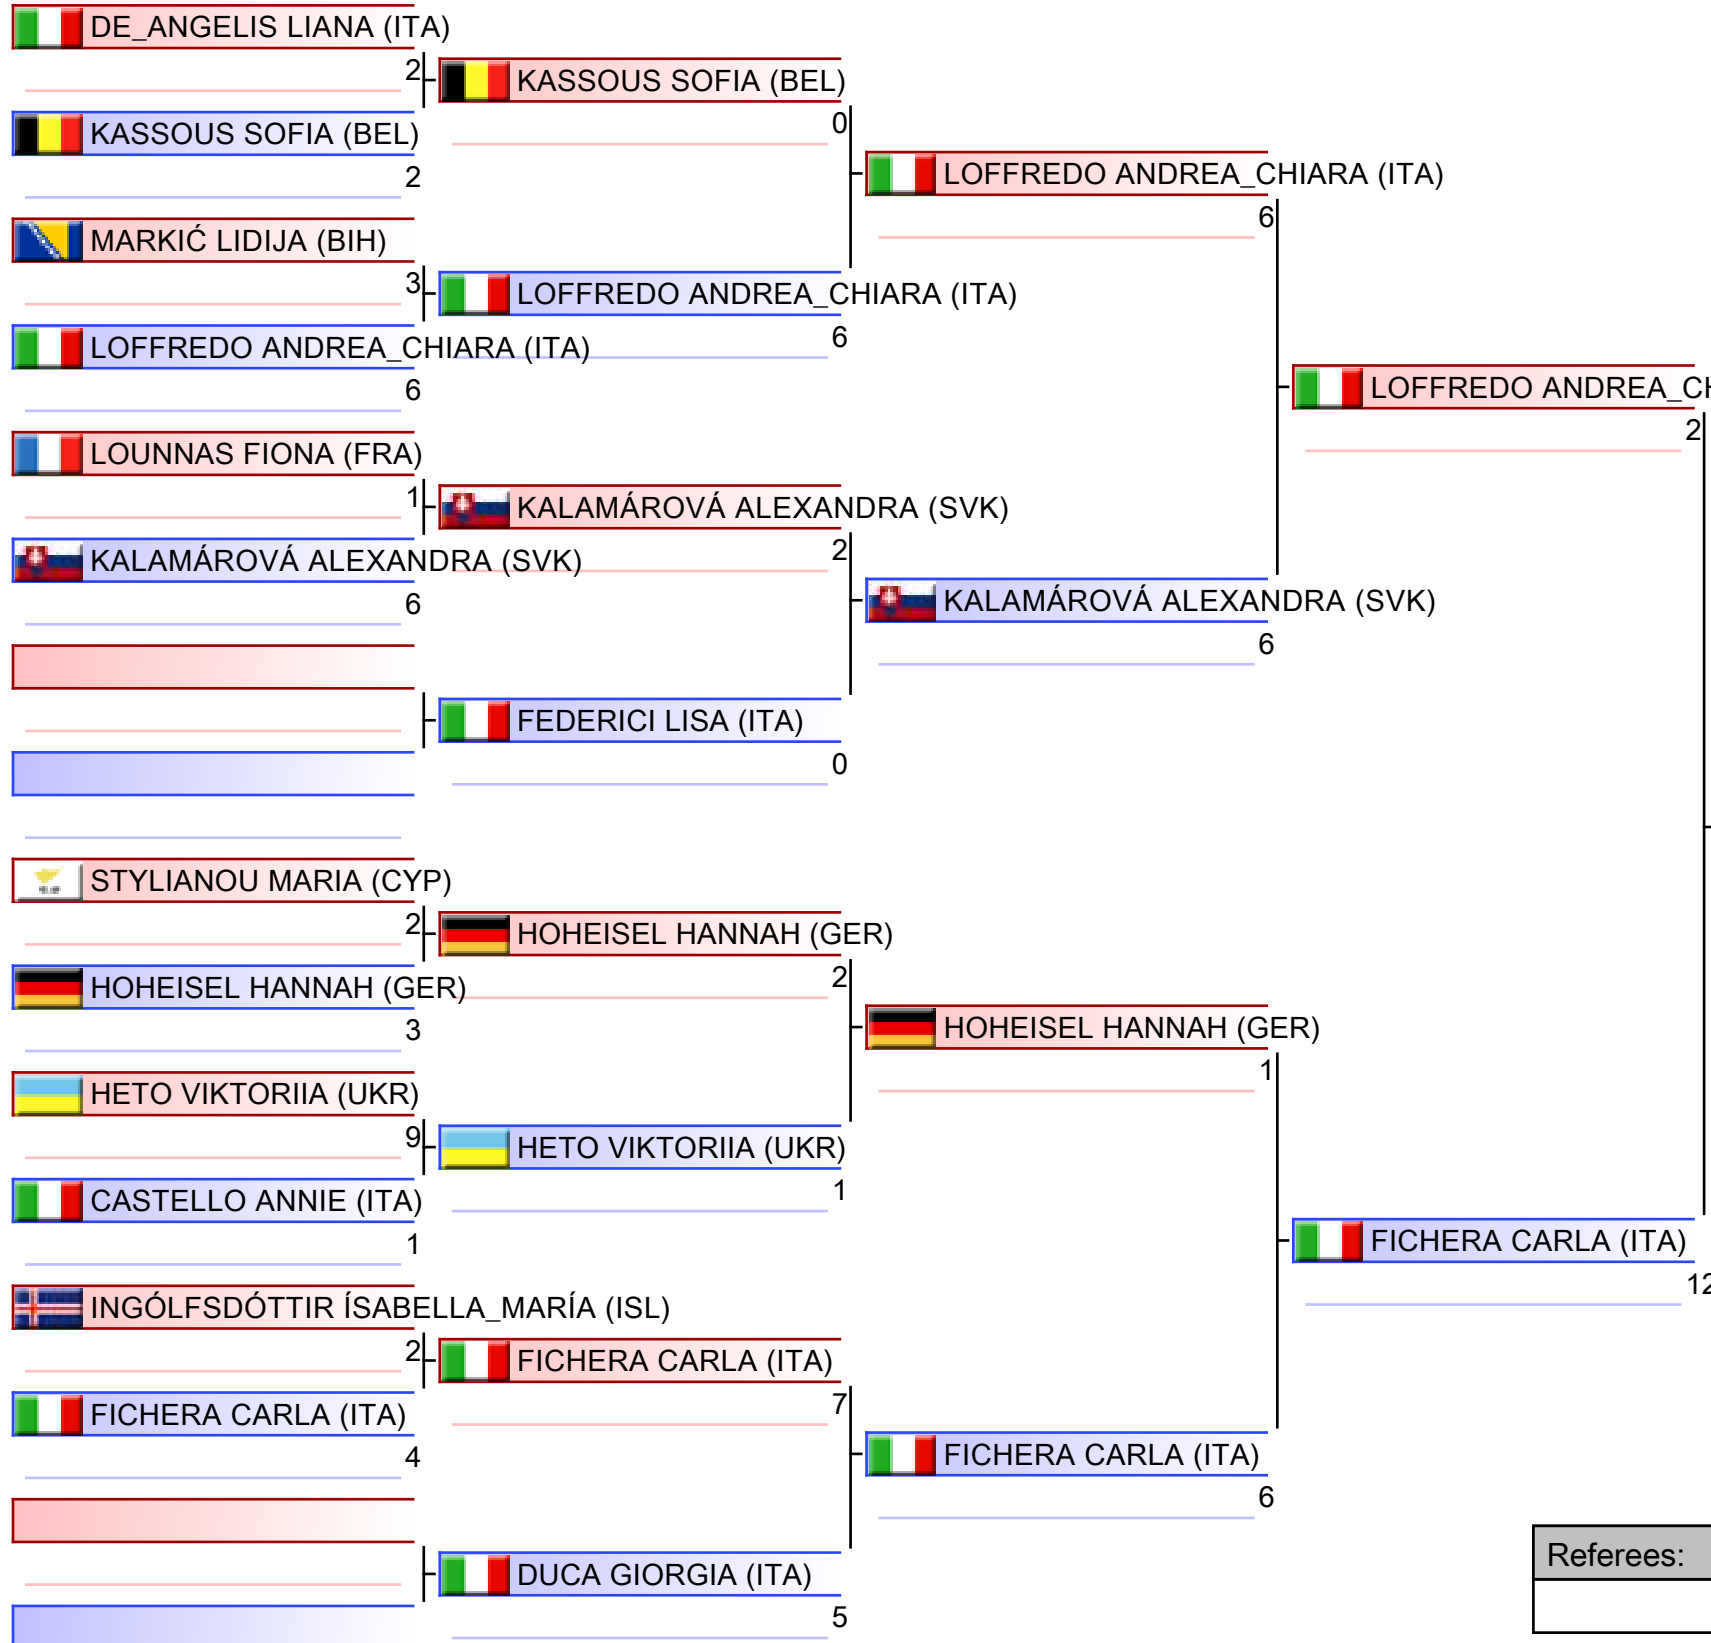 DE_ANGELIS LIANA (ITA)
2
KASSOUS SOFIA (BEL)
2
MARKIĆ LIDIJA (BIH)
3
LOFFREDO ANDREA_CHIARA (ITA)
6
LOUNNAS FIONA (FRA)
1
KALAMÁROVÁ ALEXANDRA (SVK)
6
STYLIANOU MARIA (CYP)
2
HOHEISEL HANNAH (GER)
3
HETO VIKTORIIA (UKR)
9
CASTELLO ANNIE (ITA)
1
INGÓLFSDÓTTIR ÍSABELLA_MARÍA (ISL)
2
FICHERA CARLA (ITA)
4
KASSOUS SOFIA (BEL)
0
LOFFREDO ANDREA_CHIARA (ITA)
6
KALAMÁROVÁ ALEXANDRA (SVK)
2
FEDERICI LISA (ITA)
0
HOHEISEL HANNAH (GER)
2
HETO VIKTORIIA (UKR)
1
FICHERA CARLA (ITA)
7
DUCA GIORGIA (ITA)
5
LOFFREDO ANDREA_CHIARA (ITA)
6
KALAMÁROVÁ ALEXANDRA (SVK)
6
HOHEISEL HANNAH (GER)
1
FICHERA CARLA (ITA)
6
LOFFREDO ANDREA_CH
2
FICHERA CARLA (ITA)
12
Referees: